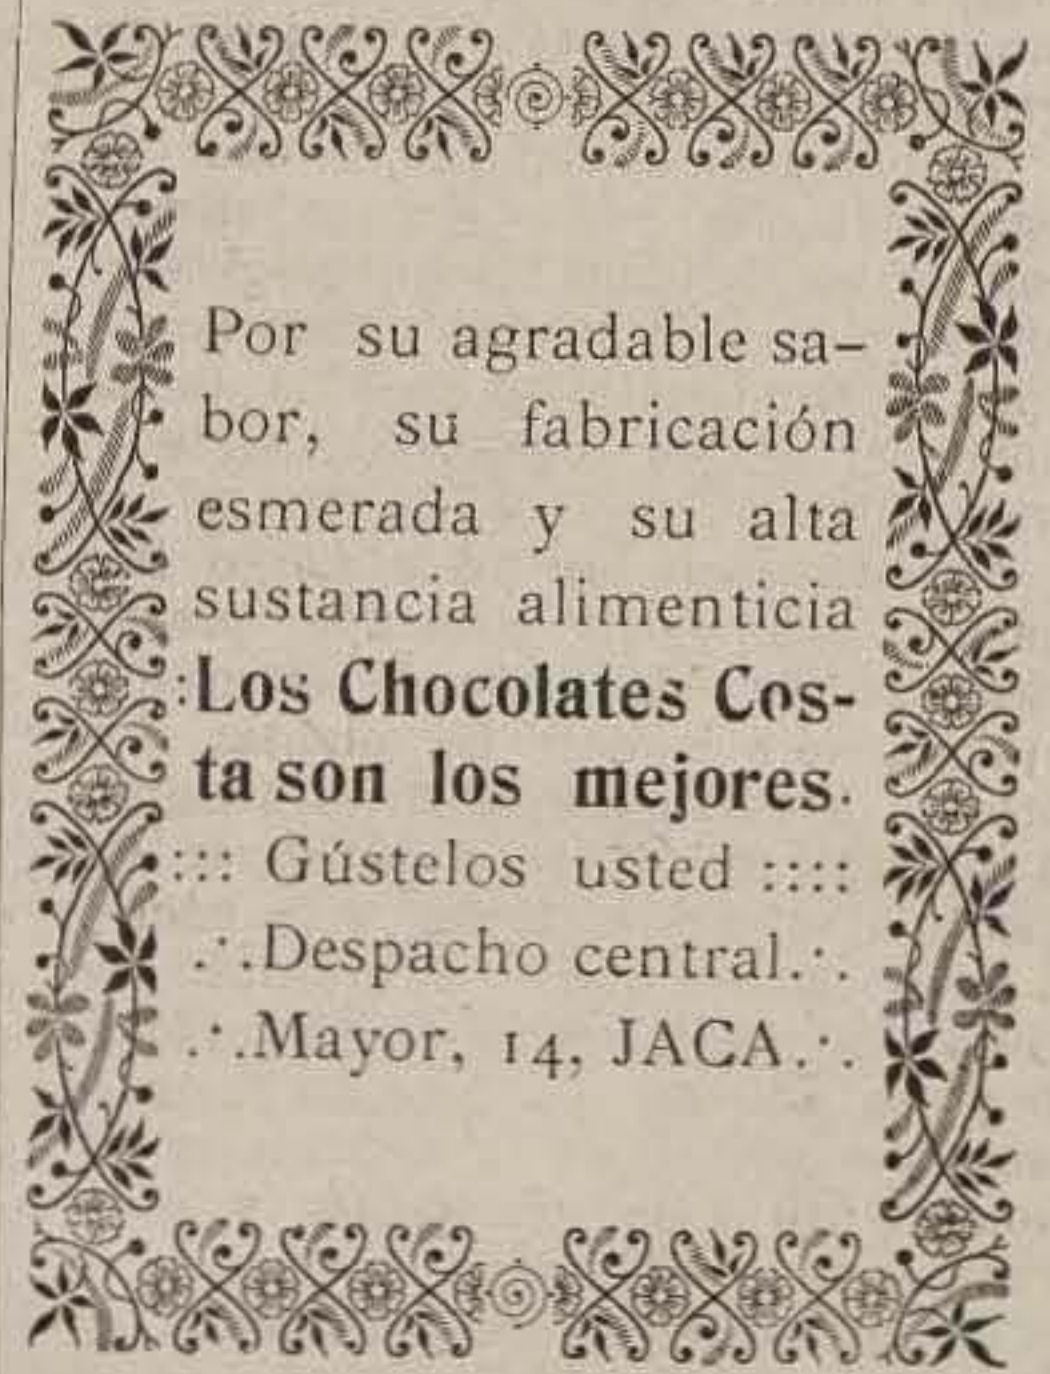 Por su agradable sa-
bor, su fabricación
esmerada y su alta
sustancia alimenticia
:Los Chocolates Cos-
ta son los mejores.
::: Gústelos usted ::::
.·.Despacho central.·.
.·.Mayor, 14, JACA.·.